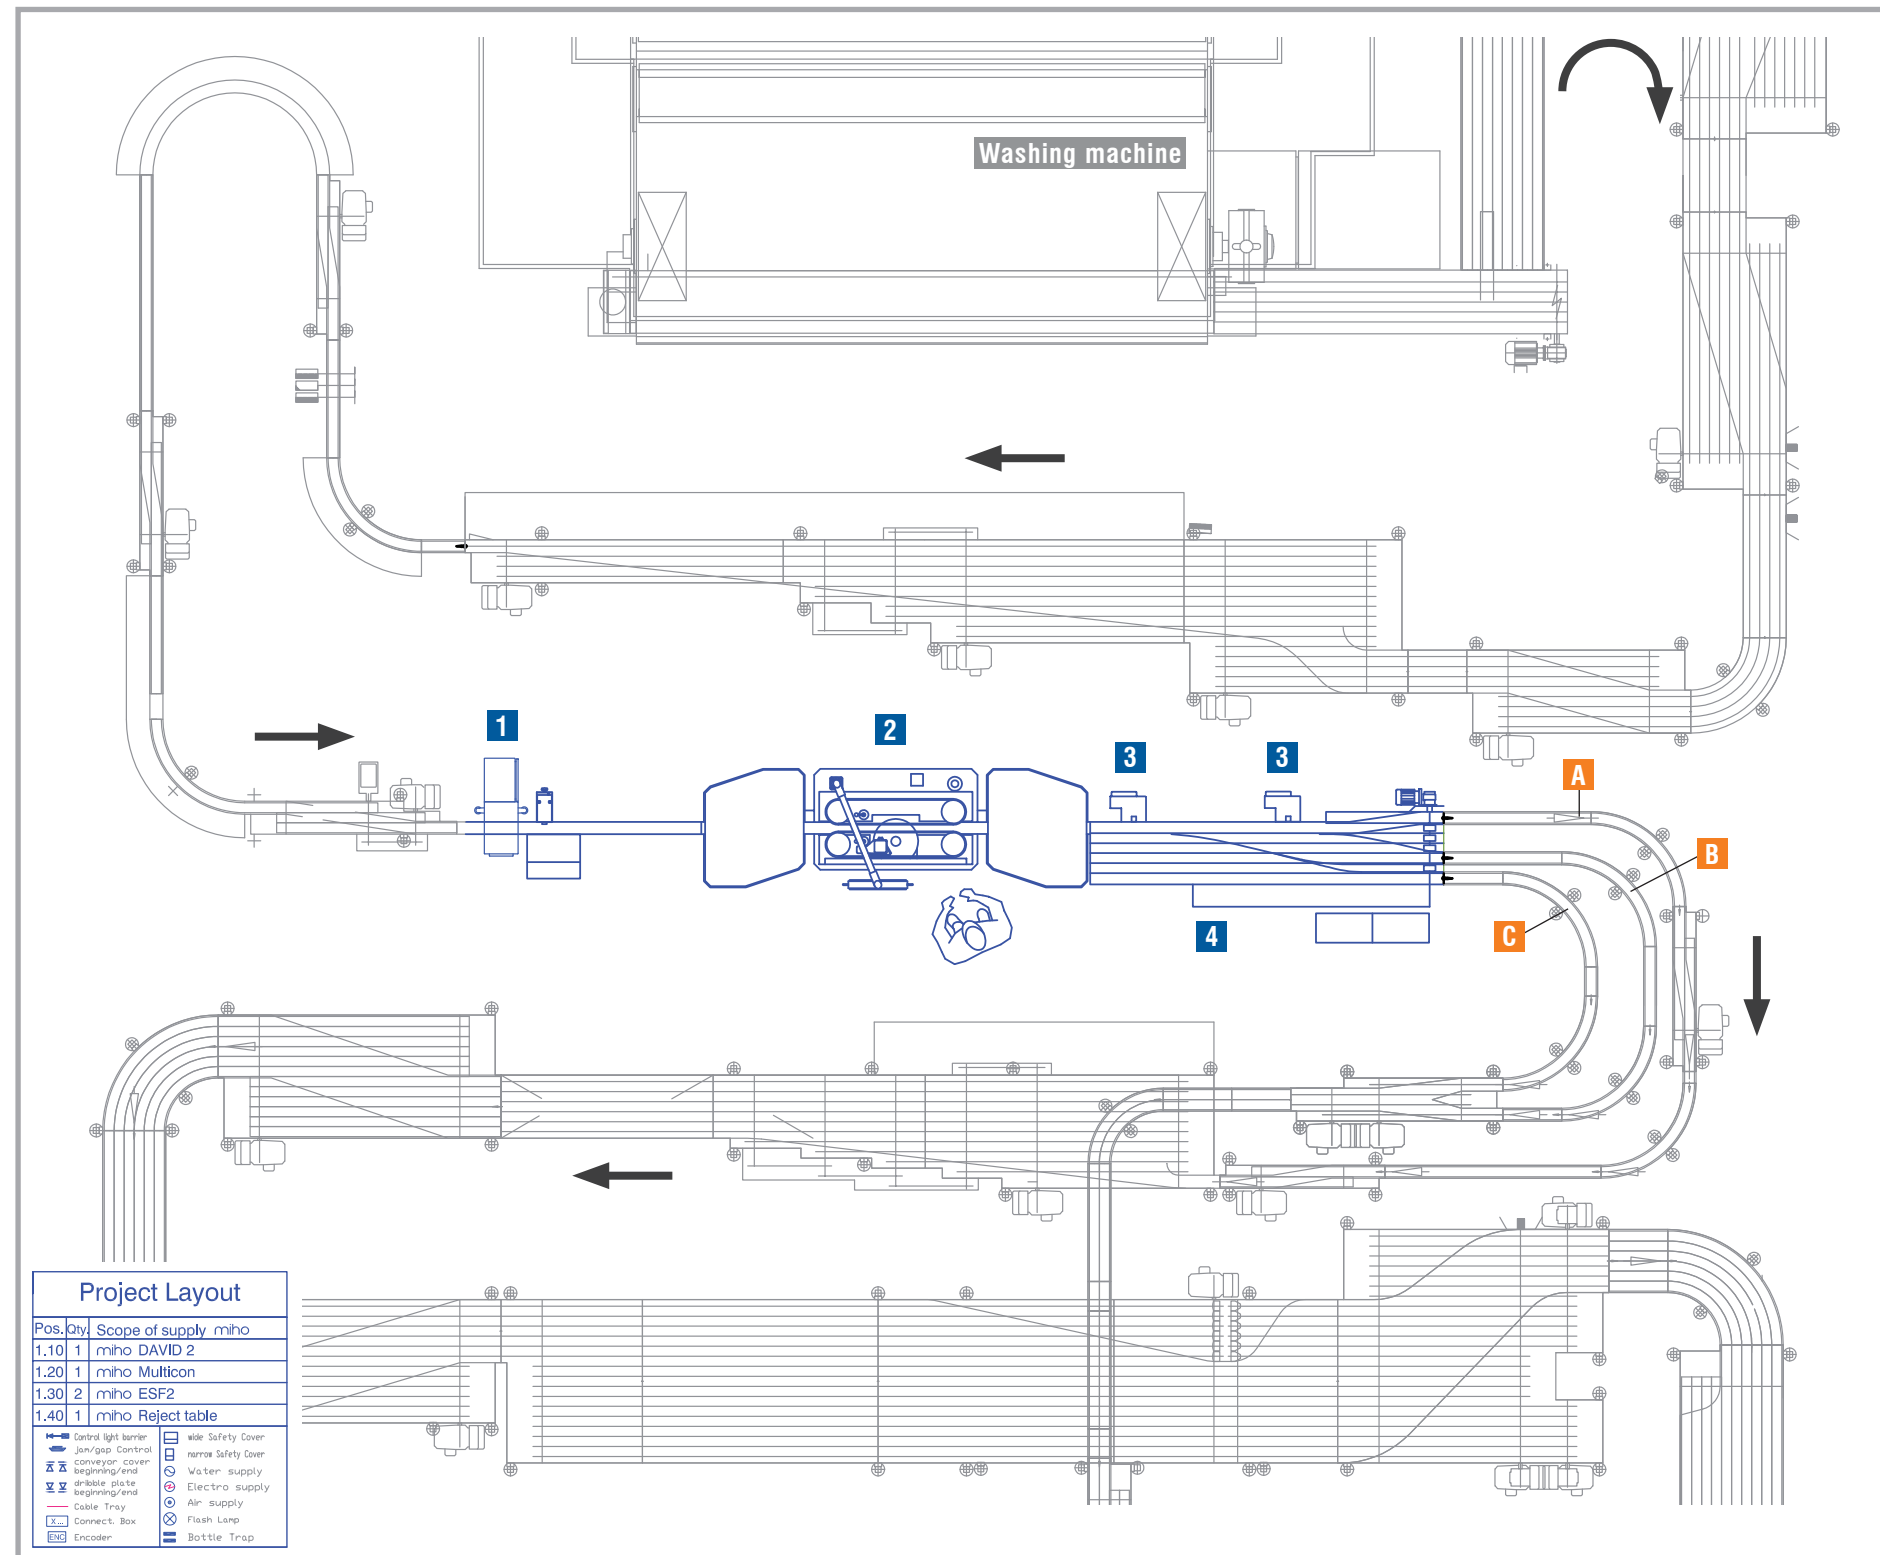 Washing machine
1
2
3
3
A
B
C
4
Project Layout
Pos. Qty. Scope of supply miho
1.10 1 miho DAVID 2
1.20 1 miho Multicon
1.30 2 miho ESF2
1.40 1 miho Reject table
Control light barrier
jam/gap Control
conveyor cover
beginning/end
dribble plate
beginning/end
Cable Tray
X... Connect. Box
ENC Encoder
wide Safety Cover
narrow Safety Cover
Water supply
Electro supply
Air supply
Flash Lamp
Bottle Trap